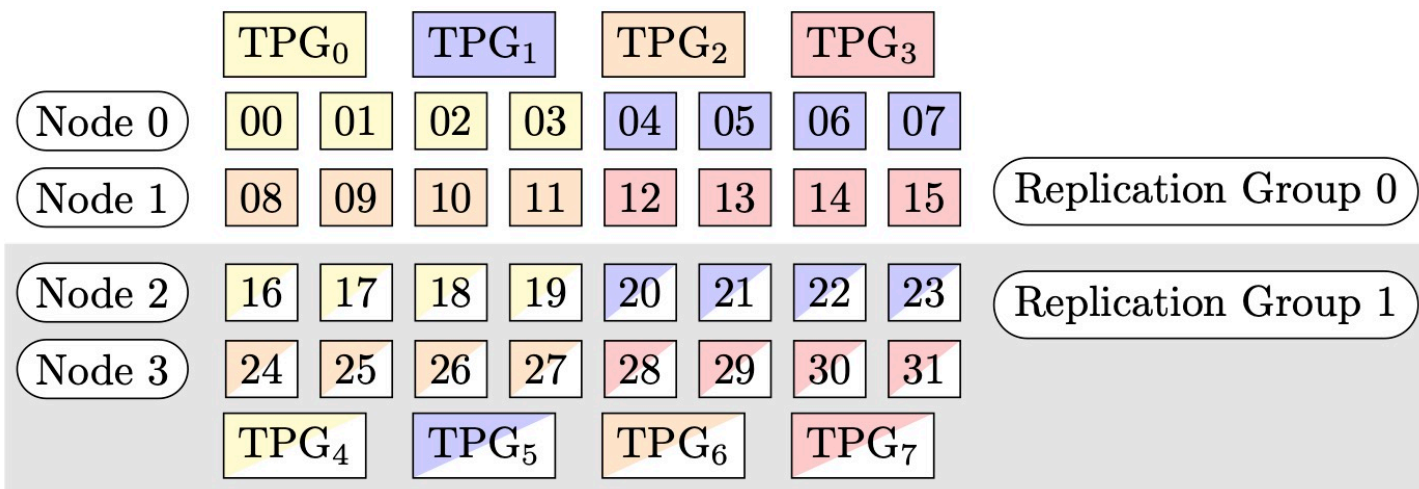 TPG₀ TPG₁ TPG₂ TPG₃
Node 0 00 01 02 03 04 05 06 07
Node 1 08 09 10 11 12 13 14 15 Replication Group 0
Node 2 16 17 18 19 20 21 22 23 Replication Group 1
Node 3 24 25 26 27 28 29 30 31
TPG₄ TPG₅ TPG₆ TPG₇